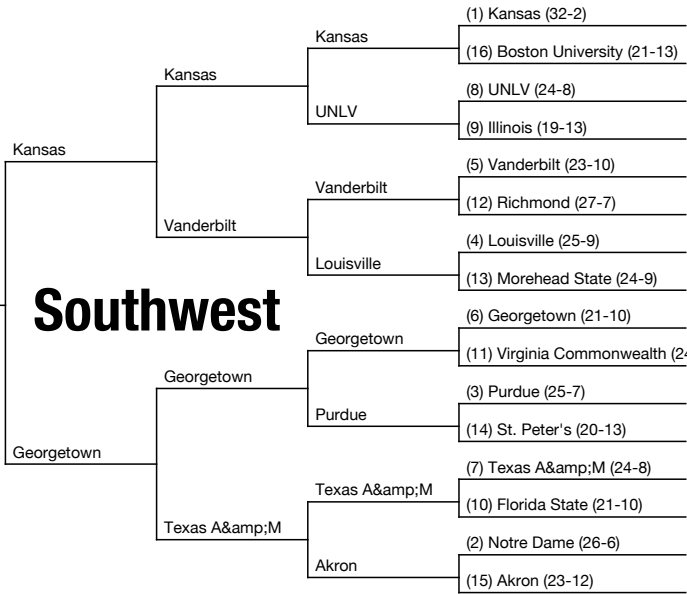 (1) Kansas (32-2)
Kansas
(16) Boston University (21-13)
Kansas
(8) UNLV (24-8)
UNLV
(9) Illinois (19-13)
Kansas
(5) Vanderbilt (23-10)
Vanderbilt
(12) Richmond (27-7)
Vanderbilt
(4) Louisville (25-9)
Louisville
(13) Morehead State (24-9)
Southwest
(6) Georgetown (21-10)
Georgetown
(11) Virginia Commonwealth (24
Georgetown
(3) Purdue (25-7)
Purdue
(14) St. Peter's (20-13)
Georgetown
(7) Texas A&amp;M (24-8)
Texas A&amp;M
(10) Florida State (21-10)
Texas A&amp;M
(2) Notre Dame (26-6)
Akron
(15) Akron (23-12)